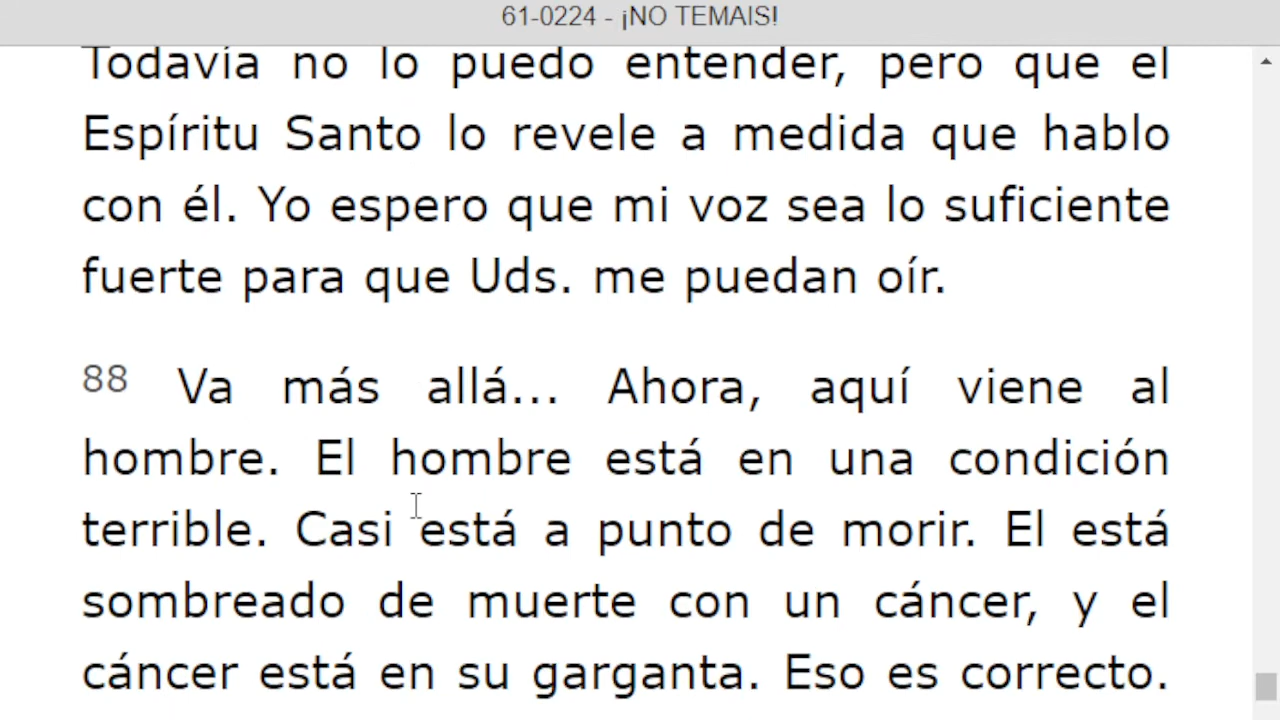 61-0224 - ¡NO TEMAIS!
Todavía no lo puedo entender, pero que el
Espíritu Santo lo revele a medida que hablo
con él. Yo espero que mi voz sea lo suficiente
fuerte para que Uds. me puedan oír.
88 Va más allá... Ahora, aquí viene al
hombre. El hombre está en una condición
terrible. Casi está a punto de morir. El está
sombreado de muerte con un cáncer, y el
cáncer está en su garganta. Eso es correcto.